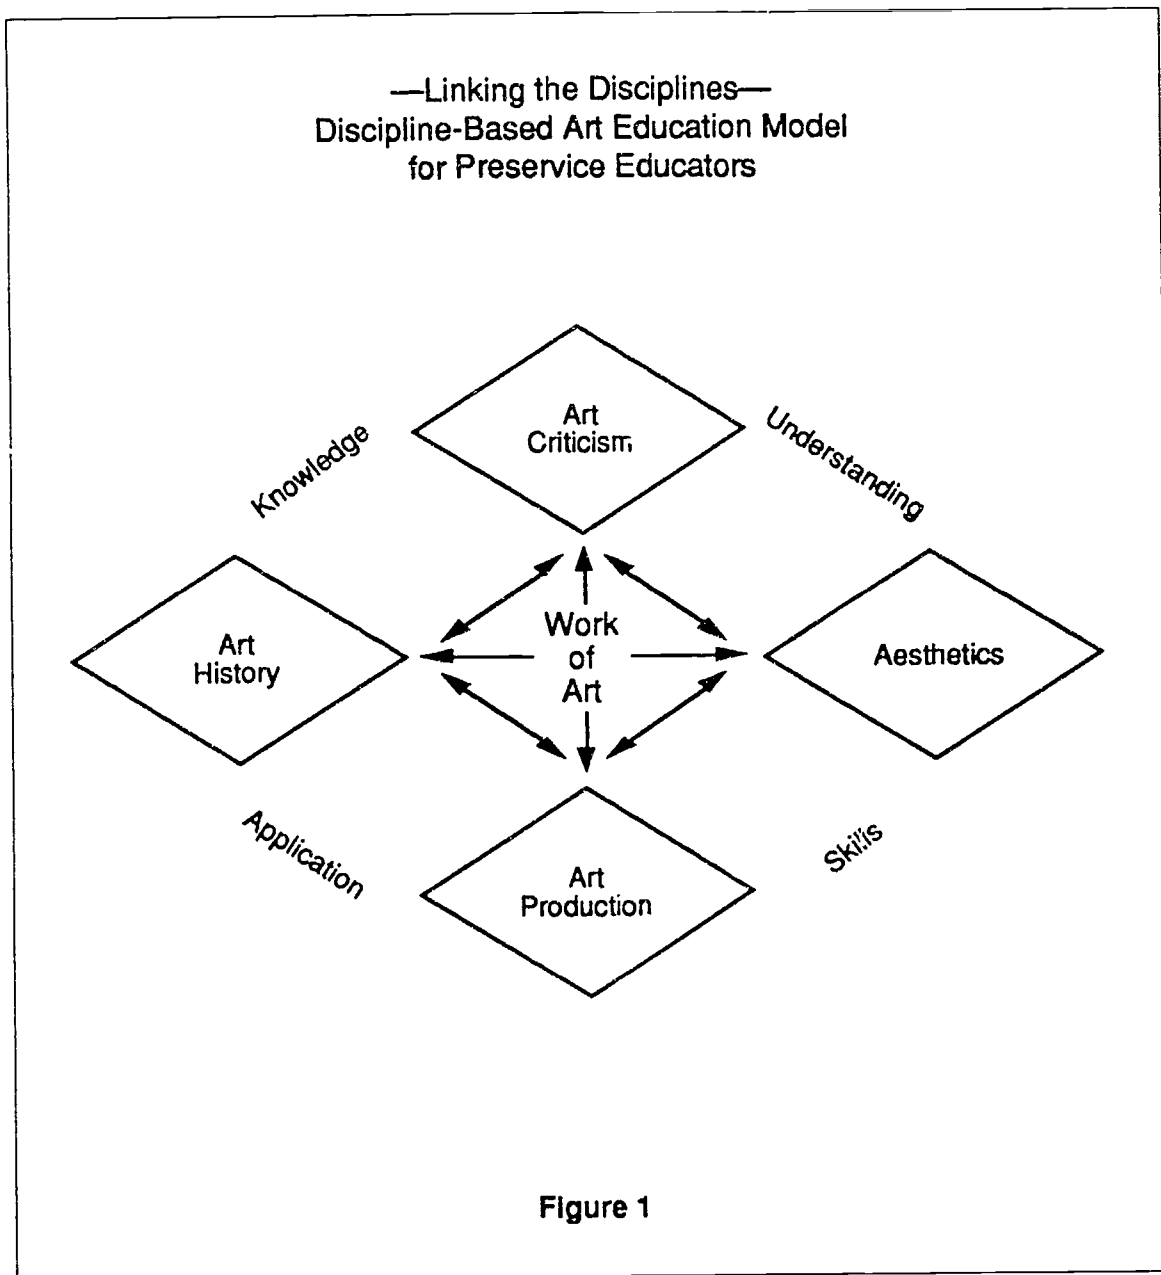 —Linking the Disciplines—
Discipline-Based Art Education Model
for Preservice Educators
Art
Criticism
Knowledge
Understanding
Art
History
Work
of
Art
Aesthetics
Application
Skills
Art
Production
Figure 1